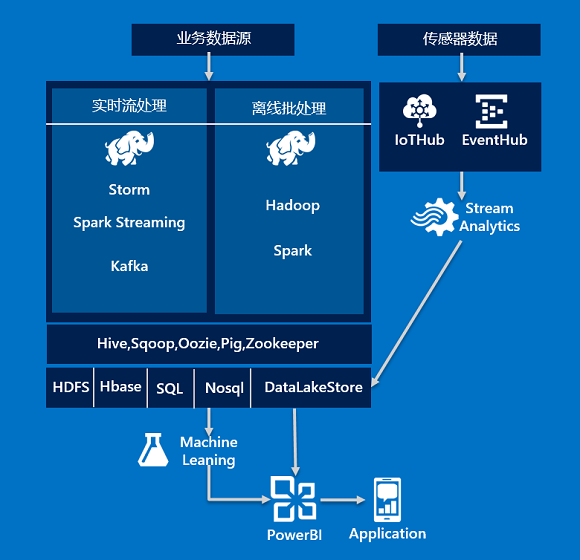 业务数据源
传感器数据
实时流处理
离线批处理
Storm
Spark Streaming
Kafka
Hadoop
Spark
IoTHub
EventHub
Stream
Analytics
Hive,Sqoop,Oozie,Pig,Zookeeper
HDFS
Hbase
SQL
Nosql
DataLakeStore
Machine
Leaning
PowerBI
Application